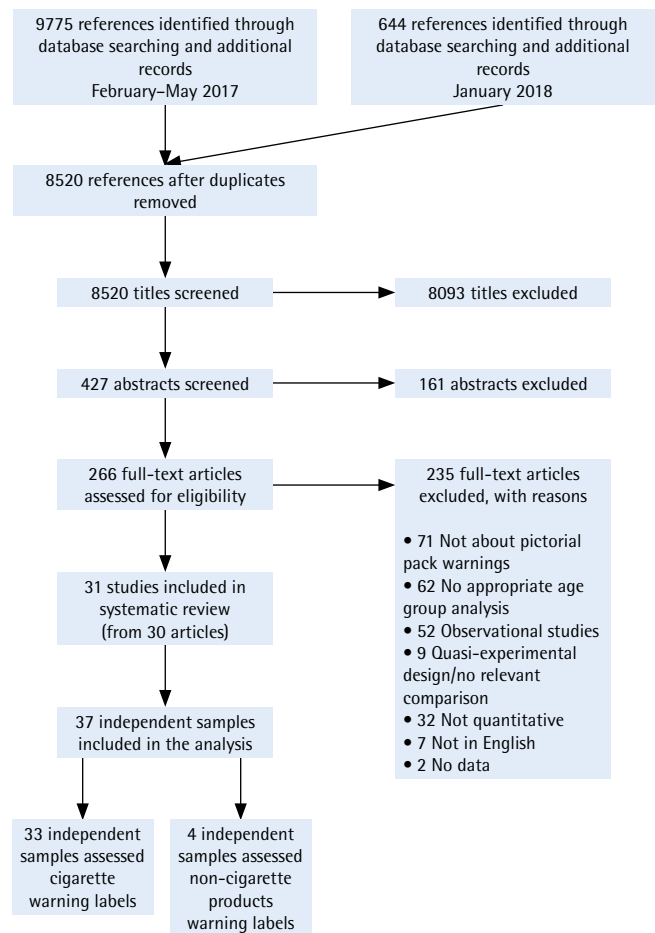 9775 references identified through
database searching and additional
records
February–May 2017
644 references identified through
database searching and additional
records
January 2018
8520 references after duplicates
removed
8520 titles screened
8093 titles excluded
427 abstracts screened
161 abstracts excluded
266 full-text articles
assessed for eligibility
235 full-text articles
excluded, with reasons
• 71 Not about pictorial
pack warnings
• 62 No appropriate age
group analysis
• 52 Observational studies
• 9 Quasi-experimental
design/no relevant
comparison
• 32 Not quantitative
• 7 Not in English
• 2 No data
31 studies included in
systematic review
(from 30 articles)
37 independent samples
included in the analysis
33 independent
samples assessed
cigarette
warning labels
4 independent
samples assessed
non-cigarette
products
warning labels